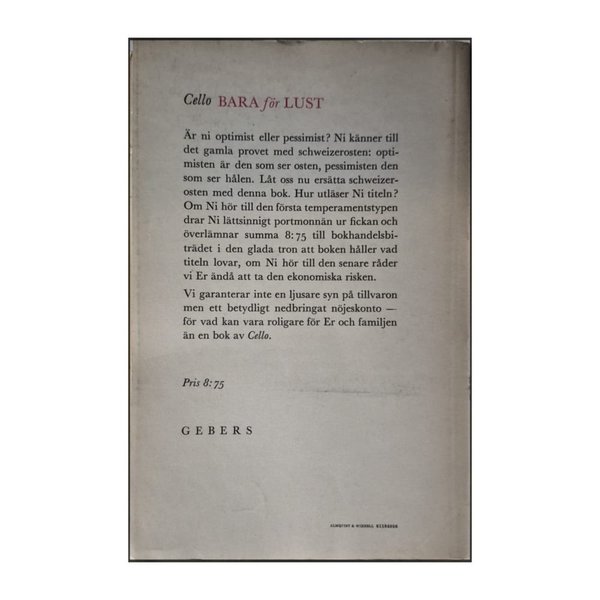 Cello BARA för LUST
Är ni optimist eller pessimist? Ni känner till
det gamla provet med schweizerosten: opti-
misten är den som ser osten, pessimisten den
som ser hålen. Låt oss nu ersätta schweizer-
osten med denna bok. Hur utläser Ni titeln?
Om Ni hör till den första temperamentstypen
drar Ni lättsinnigt portmonnän ur fickan och
överlämnar summa 8:75 till bokhandelsbi-
trädet i den glada tron att boken håller vad
titeln lovar, om Ni hör till den senare råder
vi Er ändå att ta den ekonomiska risken.
Vi garanterar inte en ljusare syn på tillvaron
men ett betydligt nedbringat nöjeskonto —
för vad kan vara roligare för Er och familjen
än en bok av Cello.
Pris 8:75
GEBERS
ALMQVIST & WIKSELL